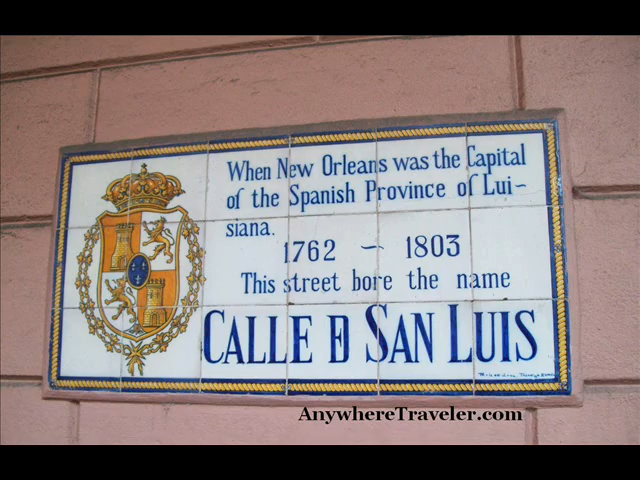 When New Orleans was the Capital
of the Spanish Province of Lui-
siana.
1762 ~ 1803
This street bore the name
CALLE D SAN LUIS
AnywhereTraveler.com